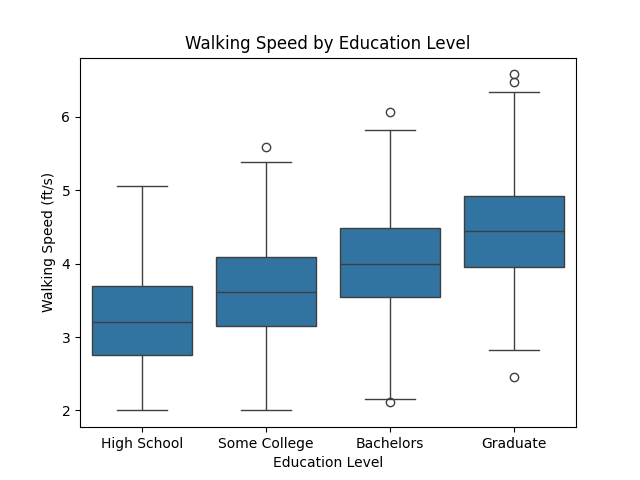 Walking Speed by Education Level
6
5
4
3
2
Walking Speed (ft/s)
High School Some College Bachelors Graduate
Education Level